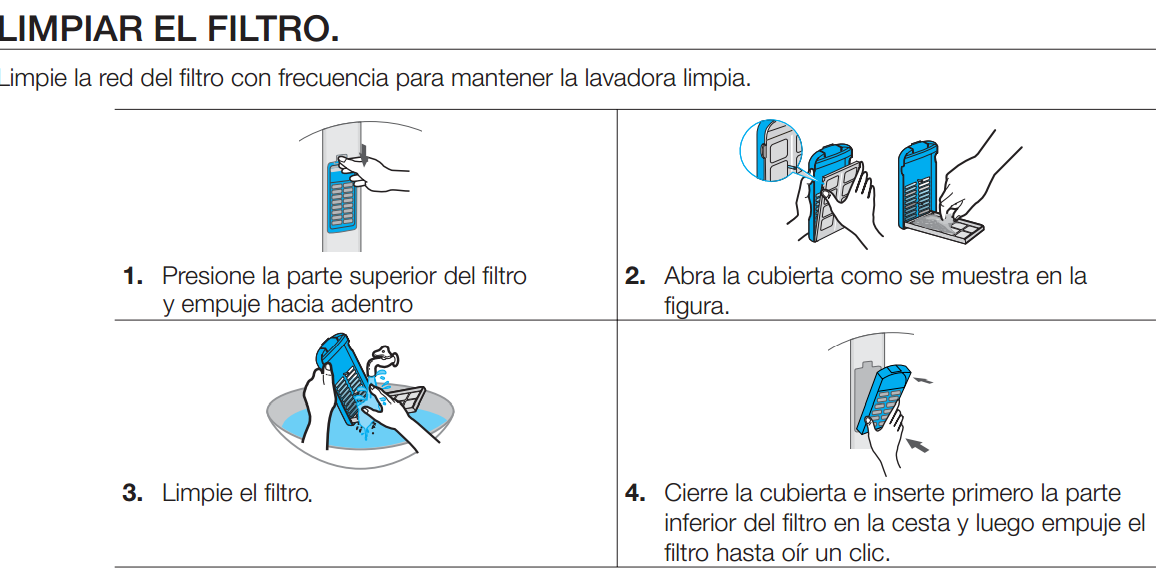 LIMPIAR EL FILTRO.
Limpie la red del filtro con frecuencia para mantener la lavadora limpia.
1. Presione la parte superior del filtro
y empuje hacia adentro
2. Abra la cubierta como se muestra en la
figura.
3. Limpie el filtro.
4. Cierre la cubierta e inserte primero la parte
inferior del filtro en la cesta y luego empuje el
filtro hasta oír un clic.